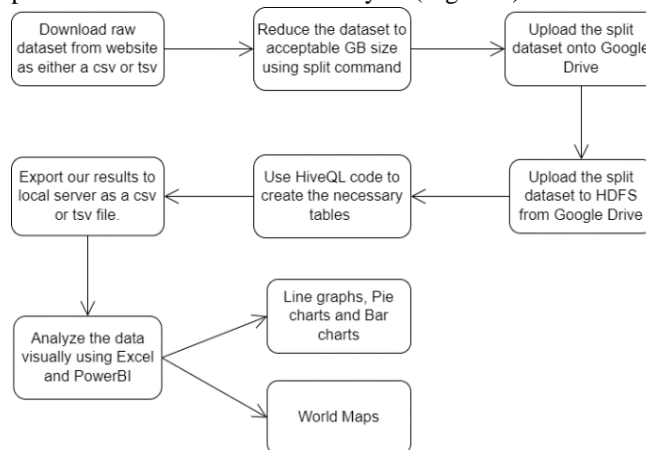 Download raw
dataset from website
as either a csv or tsv
Reduce the dataset to
acceptable GB size
using split command
Upload the split
dataset onto Google
Drive
Upload the split
dataset to HDFS
from Google Drive
Use HiveQL code to
create the necessary
tables
Export our results to
local server as a csv
or tsv file.
Analyze the data
visually using Excel
and PowerBI
Line graphs, Pie
charts and Bar
charts
World Maps